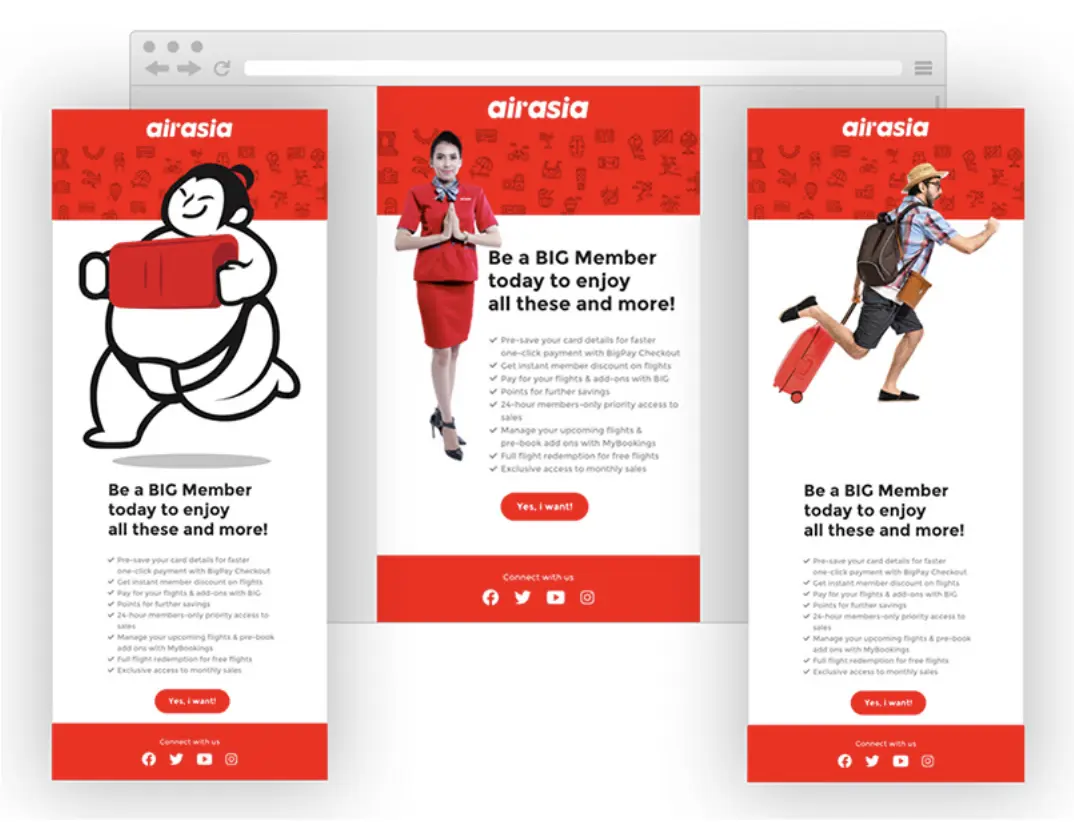 airasia
Be a BIG Member
today to enjoy
all these and more!
Pre-save your card details for faster
one-click payment with BigPay Checkout
Get instant member discount on flights
Pay for your flights & add-ons with BIG
Points for further savings
24-hour members-only priority access to
sales
Manage your upcoming flights & pre-book
add ons with MyBookings
Full flight redemption for free flights
Exclusive access to monthly sales
Yes, i want!
Connect with us
airasia
Be a BIG Member
today to enjoy
all these and more!
Pre-save your card details for faster
one-click payment with BigPay Checkout
Get instant member discount on flights
Pay for your flights & add-ons with BIG
Points for further savings
24-hour members-only priority access to
sales
Manage your upcoming flights &
pre-book add ons with MyBookings
Full flight redemption for free flights
Exclusive access to monthly sales
Yes, i want!
Connect with us
airasia
Be a BIG Member
today to enjoy
all these and more!
Pre-save your card details for faster
one-click payment with BigPay Checkout
Get instant member discount on flights
Pay for your flights & add-ons with BIG
Points for further savings
24-hour members-only priority access to
sales
Manage your upcoming flights & pre-book
add ons with MyBookings
Full flight redemption for free flights
Exclusive access to monthly sales
Yes, i want!
Connect with us